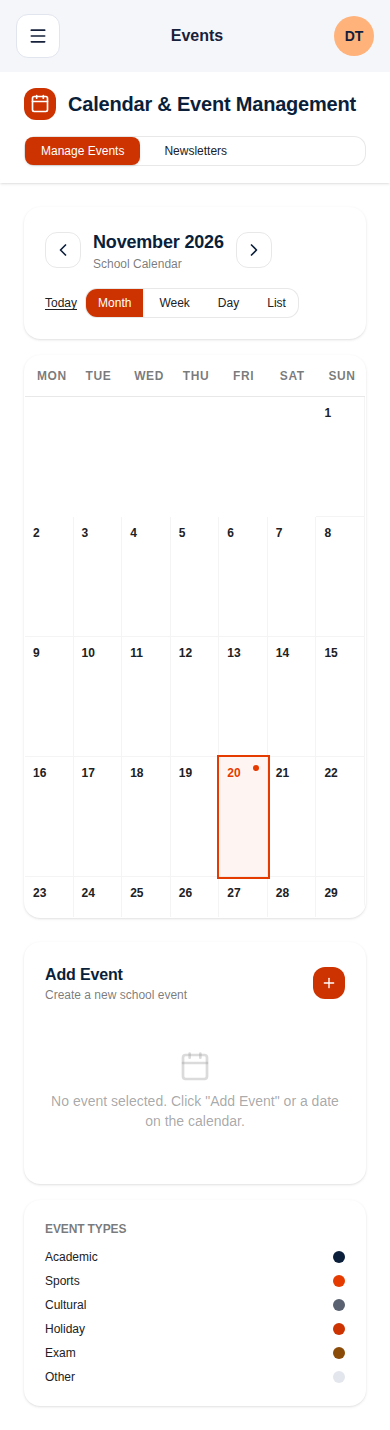 Events
DT
Calendar & Event Management
Manage Events
Newsletters
November 2026
School Calendar
Today
Month
Week
Day
List
MON TUE WED THU FRI SAT SUN
1
2 3 4 5 6 7 8
9 10 11 12 13 14 15
16 17 18 19 20 21 22
23 24 25 26 27 28 29
Add Event
Create a new school event
No event selected. Click "Add Event" or a date
on the calendar.
EVENT TYPES
Academic
Sports
Cultural
Holiday
Exam
Other